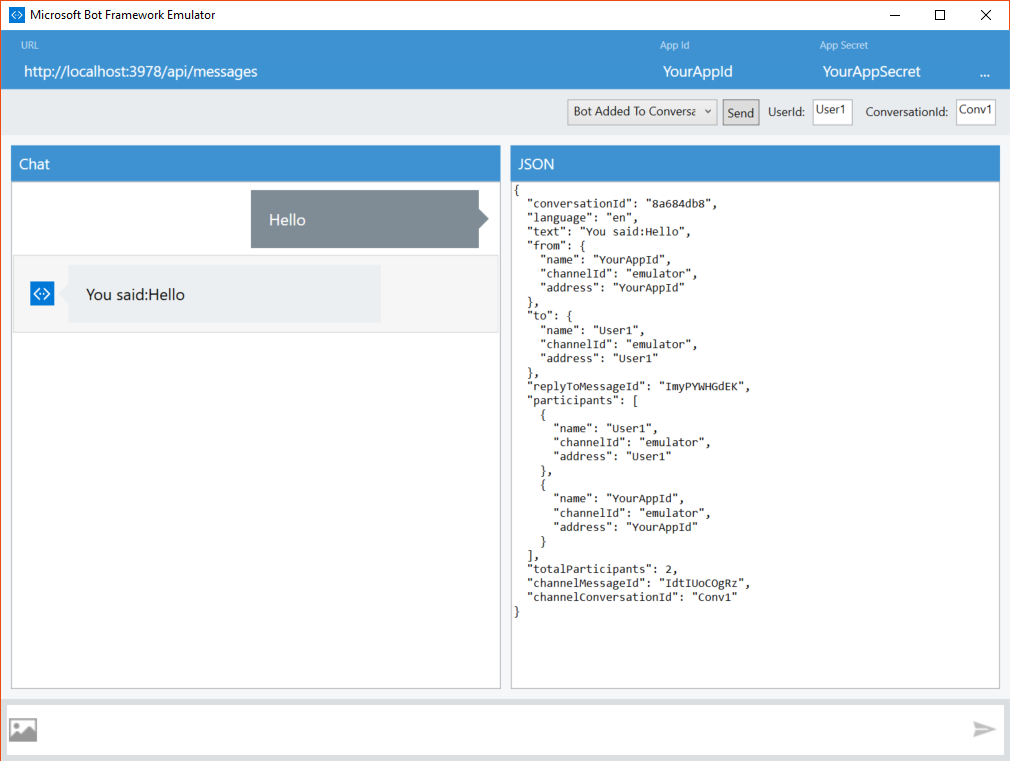 Microsoft Bot Framework Emulator
URL
App Id
App Secret
http://localhost:3978/api/messages
YourAppId
YourAppSecret
...
Bot Added To Conversa
Send
UserId:
User1
ConversationId:
Conv1
Chat
Hello
You said:Hello
JSON
{
"conversationId": "8a684db8",
"language": "en",
"text": "You said:Hello",
"from": {
"name": "YourAppId",
"channelId": "emulator",
"address": "YourAppId"
},
"to": {
"name": "User1",
"channelId": "emulator",
"address": "User1"
},
"replyToMessageId": "ImyPYWHGdEK",
"participants": [
{
"name": "User1",
"channelId": "emulator",
"address": "User1"
},
{
"name": "YourAppId",
"channelId": "emulator",
"address": "YourAppId"
}
],
"totalParticipants": 2,
"channelMessageId": "IdtIUoCOgRz",
"channelConversationId": "Conv1"
}